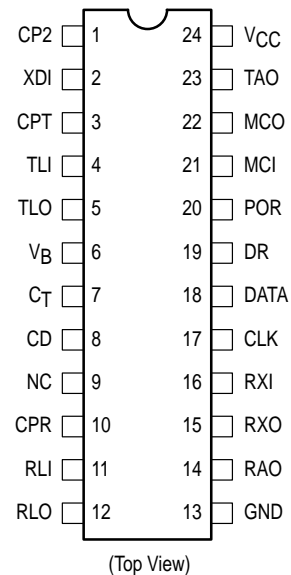 CP2 1 24 VCC
XDI 2 23 TAO
CPT 3 22 MCO
TLI 4 21 MCI
TLO 5 20 POR
VB 6 19 DR
CT 7 18 DATA
CD 8 17 CLK
NC 9 16 RXI
CPR 10 15 RXO
RLI 11 14 RAO
RLO 12 13 GND
(Top View)